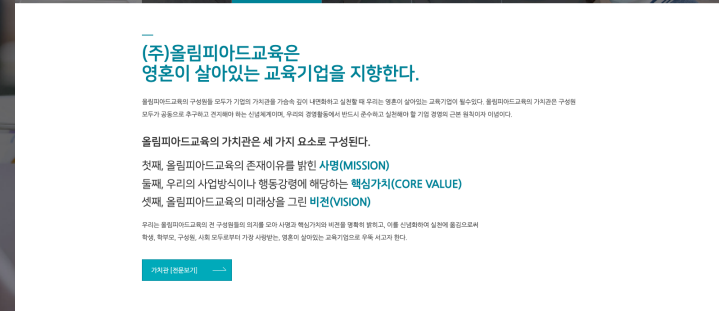 (주)올림피아드교육은
영혼이 살아있는 교육기업을 지향한다.
올림피아드교육의 구성원들 모두가 기업의 가치관을 가슴속 깊이 내면화하고 실천할 때 우리는 영혼이 살아있는 교육기업이 될수있다. 올림피아드교육의 가치관은 구성원
모두가 공동으로 추구하고 견지해야 하는 신념체계이며, 우리의 경영활동에서 반드시 준수하고 실천해야 할 기업 경영의 근본 원칙이자 이념이다.
올림피아드교육의 가치관은 세 가지 요소로 구성된다.
첫째, 올림피아드교육의 존재이유를 밝힌 사명(MISSION)
둘째, 우리의 사업방식이나 행동강령에 해당하는 핵심가치(CORE VALUE)
셋째, 올림피아드교육의 미래상을 그린 비전(VISION)
우리는 올림피아드교육의 전 구성원들의 의지를 모아 사명과 핵심가치와 비전을 명확히 밝히고, 이를 신념화하여 실천에 옮김으로써
학생, 학부모, 구성원, 사회 모두로부터 가장 사랑받는, 영혼이 살아있는 교육기업으로 우뚝 서고자 한다.
가치관 [전문보기]